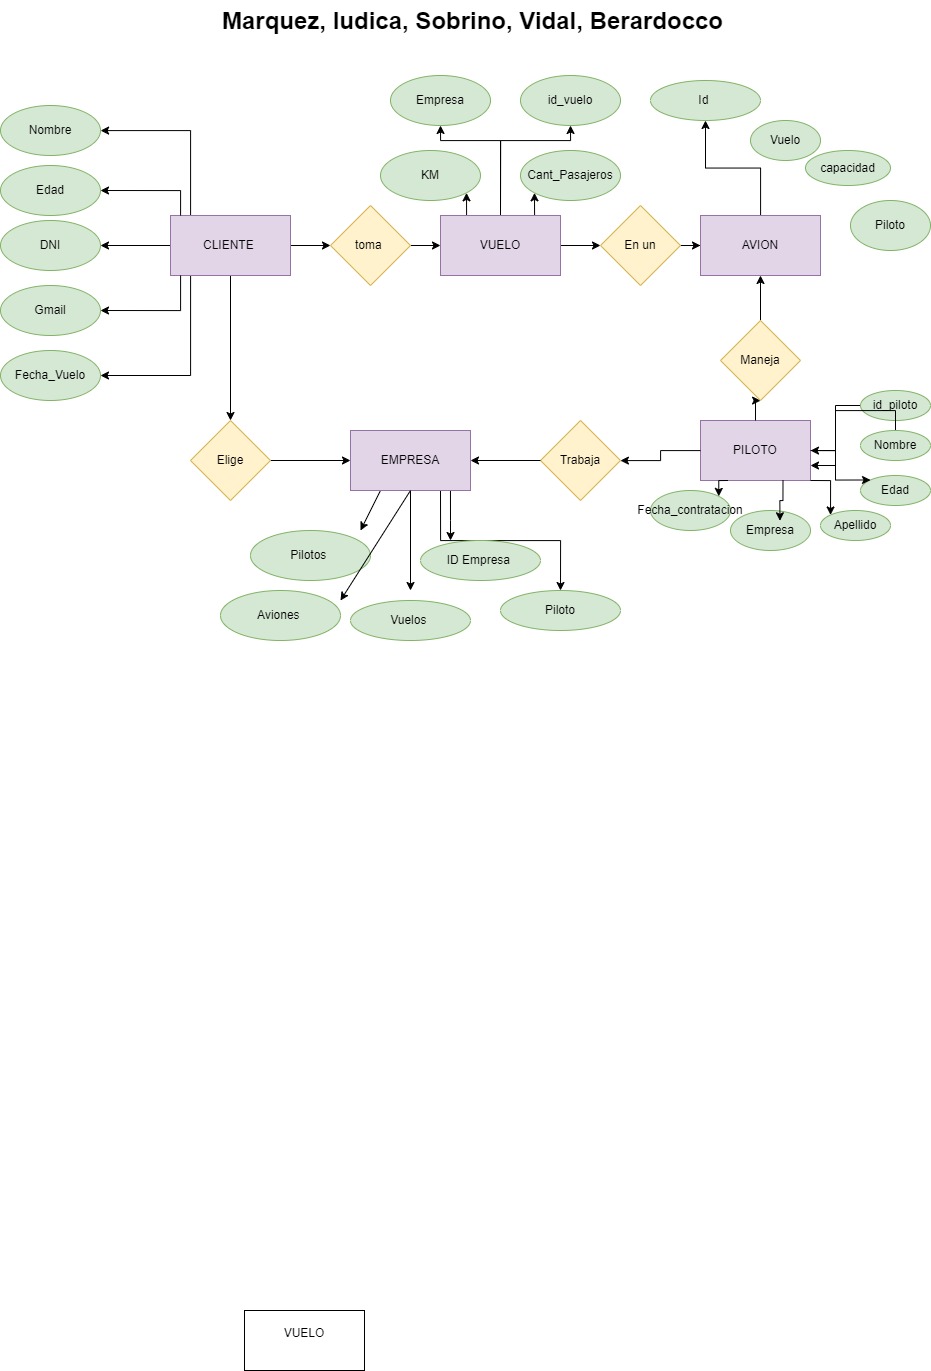 Marquez, Iudica, Sobrino, Vidal, Berardocco
Empresa
id_vuelo
Id
Nombre
Vuelo
capacidad
Edad
KM
Cant_Pasajeros
Piloto
DNI
CLIENTE
toma
VUELO
En un
AVION
Gmail
Fecha_Vuelo
Maneja
id_piloto
Nombre
Elige
EMPRESA
Trabaja
PILOTO
Edad
Fecha_contratacion
Empresa
Apellido
Pilotos
ID Empresa
Aviones
Vuelos
Piloto
VUELO